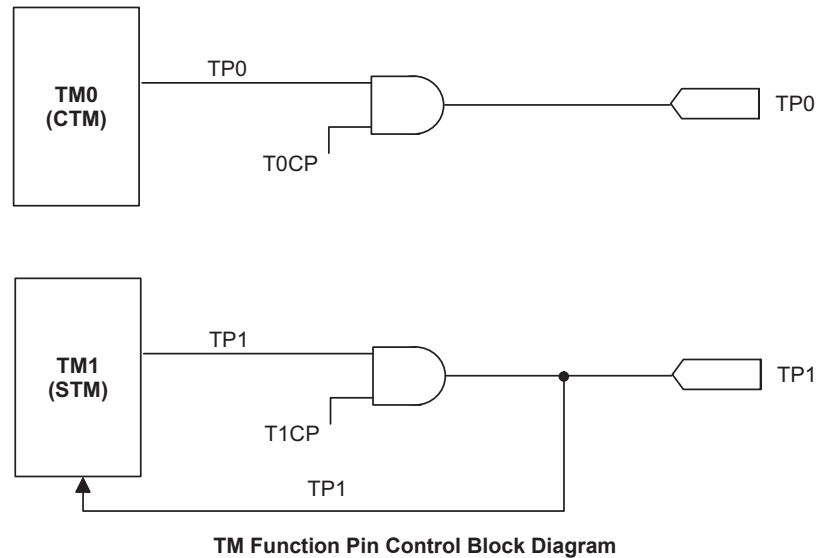 TM0
(CTM)
TP0
T0CP
TP0
TM1
(STM)
TP1
T1CP
TP1
TP1
TM Function Pin Control Block Diagram